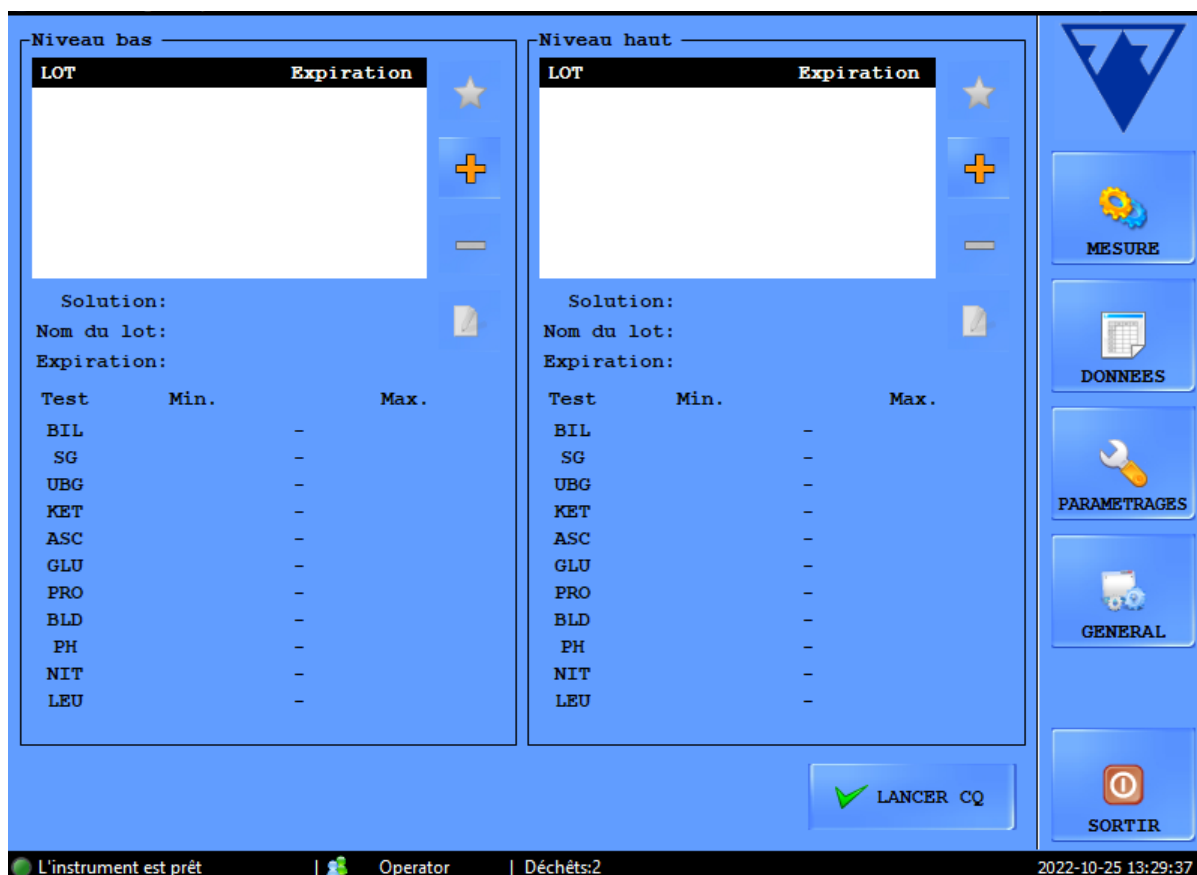 Niveau bas
LOT Expiration
Solution:
Nom du lot:
Expiration:
Test Min. Max.
BIL -
SG -
UBG -
KET -
ASC -
GLU -
PRO -
BLD -
PH -
NIT -
LEU -
Niveau haut
LOT Expiration
Solution:
Nom du lot:
Expiration:
Test Min. Max.
BIL -
SG -
UBG -
KET -
ASC -
GLU -
PRO -
BLD -
PH -
NIT -
LEU -
LANCER CQ
MESURE
DONNEES
PARAMETRAGES
GENERAL
SORTIR
L'instrument est prêt | Operator | Déchêts:2 2022-10-25 13:29:37